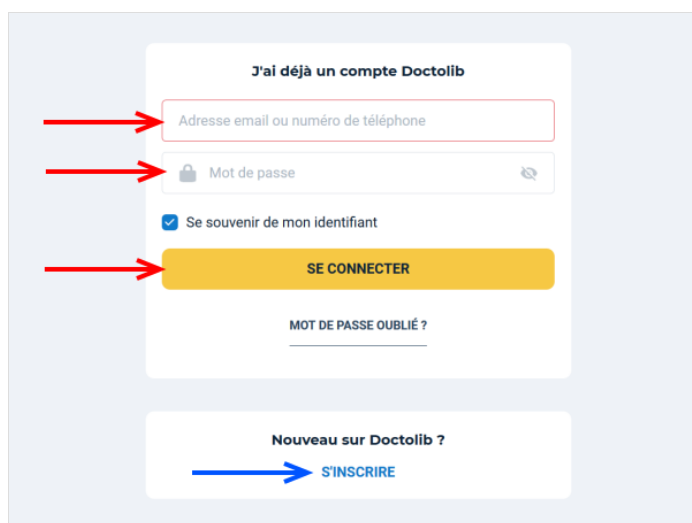 J'ai déjà un compte Doctolib
Adresse email ou numéro de téléphone
Mot de passe
Se souvenir de mon identifiant
SE CONNECTER
MOT DE PASSE OUBLIÉ ?
Nouveau sur Doctolib ?
S'INSCRIRE